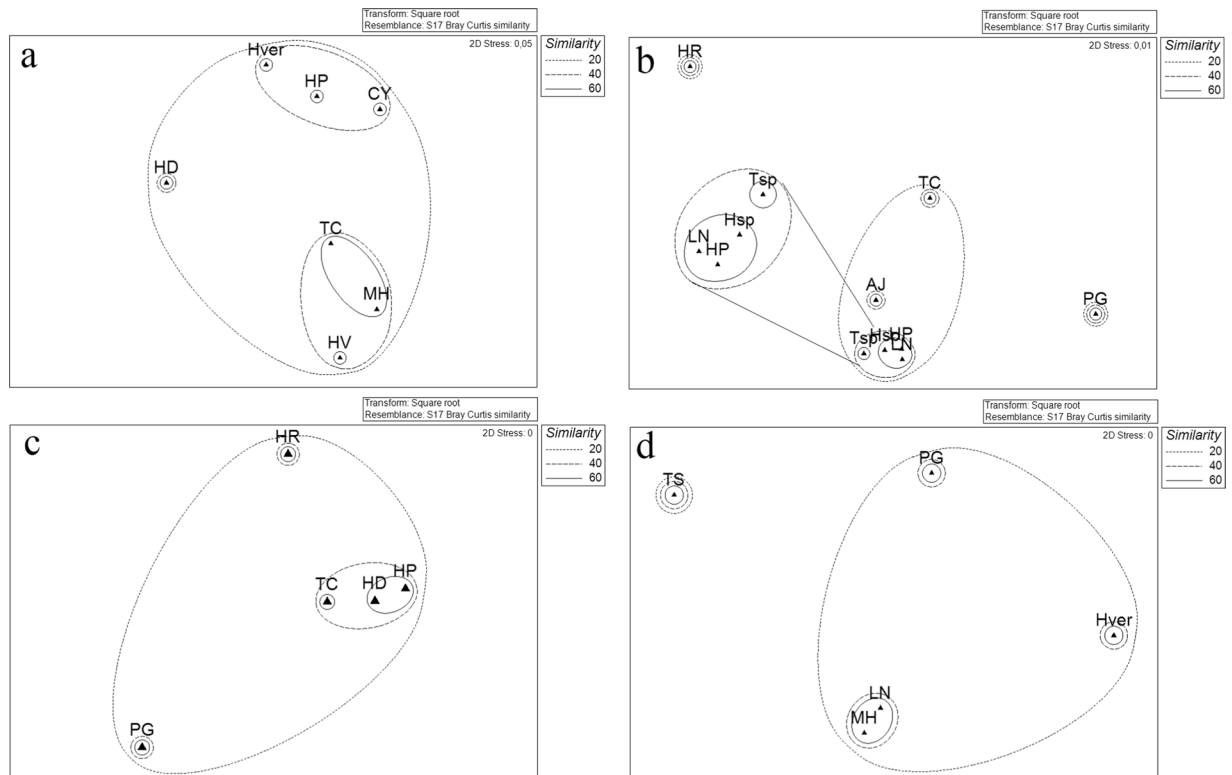 Transform: Square root
Resemblance: S17 Bray Curtis similarity
a
2D Stress: 0,05
Similarity
20
40
60
Hver
HP
CY
HD
TC
MH
HV
Transform: Square root
Resemblance: S17 Bray Curtis similarity
b
2D Stress: 0,01
Similarity
20
40
60
HR
Tsp
TC
Hsp
LN
HP
AJ
PG
Tsp
Hsp
HP
LN
Transform: Square root
Resemblance: S17 Bray Curtis similarity
c
2D Stress: 0
Similarity
20
40
60
HR
TC
HD
HP
PG
Transform: Square root
Resemblance: S17 Bray Curtis similarity
d
2D Stress: 0
Similarity
20
40
60
PG
TS
Hver
LN
MH